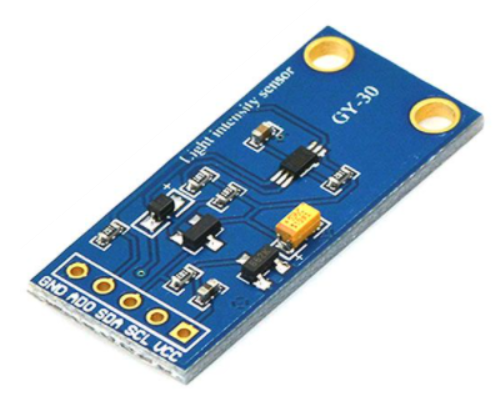 Light intensity sensor
GY-30
GND ADD SDA SCL VCC